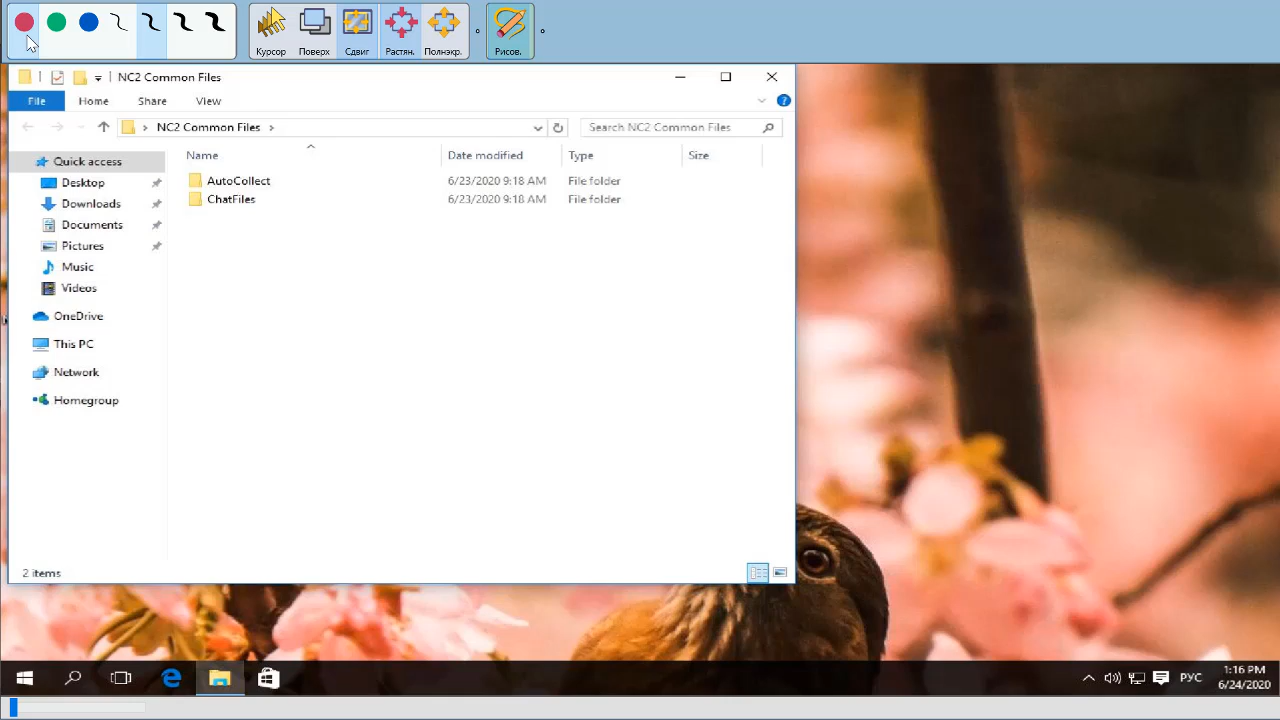 Курсор Поверх Сдвиг Растян. Полнэкр. Рисов.
NC2 Common Files
File Home Share View
NC2 Common Files Search NC2 Common Files
Name Date modified Type Size
Quick access
Desktop
Downloads
Documents
Pictures
Music
Videos
OneDrive
This PC
Network
Homegroup
AutoCollect 6/23/2020 9:18 AM File folder
ChatFiles 6/23/2020 9:18 AM File folder
2 items
РУС 1:16 PM
6/24/2020